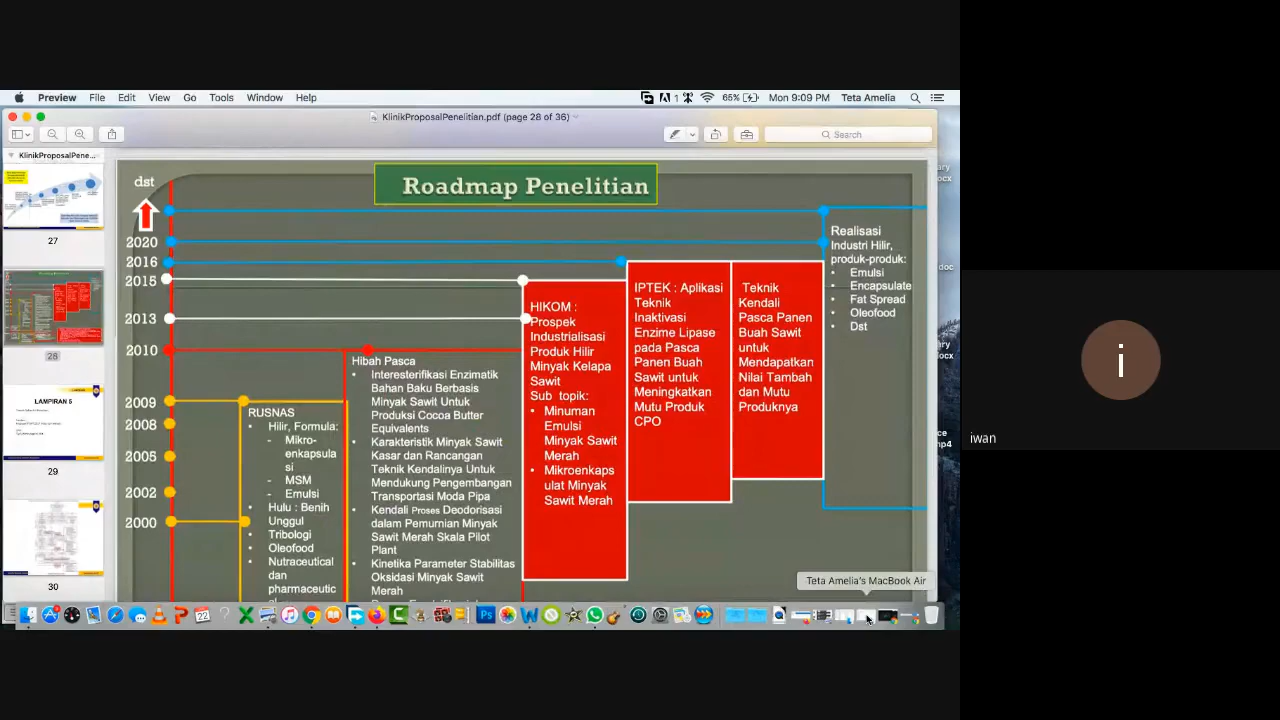 Preview File Edit View Go Tools Window Help
1 65% Mon 9:09 PM Teta Amelia
KlinikProposalPenelitian.pdf (page 28 of 36)
Search
KlinikProposalPene...
27
28
LAMPIRAN 5
29
30
Roadmap Penelitian
dst
2020
2016
2015
2013
2010
2009
2008
2005
2002
2000
RUSNAS
• Hilir, Formula:
- Mikro-
enkapsula
si
- MSM
- Emulsi
• Hulu : Benih
• Unggul
• Tribologi
• Oleofood
• Nutraceutical
dan
pharmaceutic
Hibah Pasca
• Interesterifikasi Enzimatik
Bahan Baku Berbasis
Minyak Sawit Untuk
Produksi Cocoa Butter
Equivalents
• Karakteristik Minyak Sawit
Kasar dan Rancangan
Teknik Kendalinya Untuk
Mendukung Pengembangan
Transportasi Moda Pipa
• Kendali Proses Deodorisasi
dalam Pemurnian Minyak
Sawit Merah Skala Pilot
Plant
• Kinetika Parameter Stabilitas
Oksidasi Minyak Sawit
Merah
HIKOM :
Prospek
Industrialisasi
Produk Hilir
Minyak Kelapa
Sawit
Sub topik:
• Minuman
Emulsi
Minyak Sawit
Merah
• Mikroenkaps
ulat Minyak
Sawit Merah
IPTEK : Aplikasi
Teknik
Inaktivasi
Enzime Lipase
pada Pasca
Panen Buah
Sawit untuk
Meningkatkan
Mutu Produk
CPO
Teknik
Kendali
Pasca Panen
Buah Sawit
untuk
Mendapatkan
Nilai Tambah
dan Mutu
Produknya
Realisasi
Industri Hilir,
produk-produk:
• Emulsi
• Encapsulate
• Fat Spread
• Oleofood
• Dst
Teta Amelia's MacBook Air
22
i
iwan